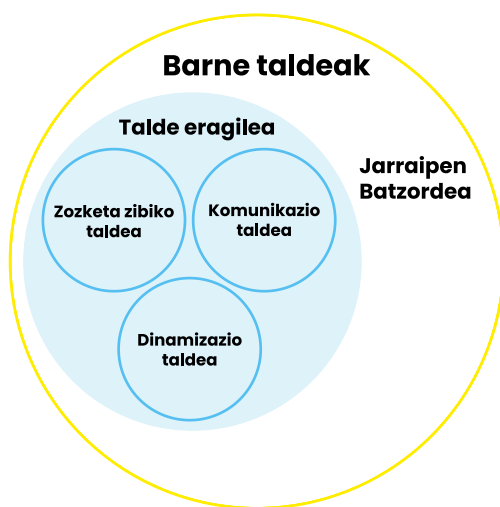 Barne taldeak
Talde eragilea
Jarraipen
Batzordea
Zozketa zibiko
taldea
Komunikazio
taldea
Dinamizazio
taldea